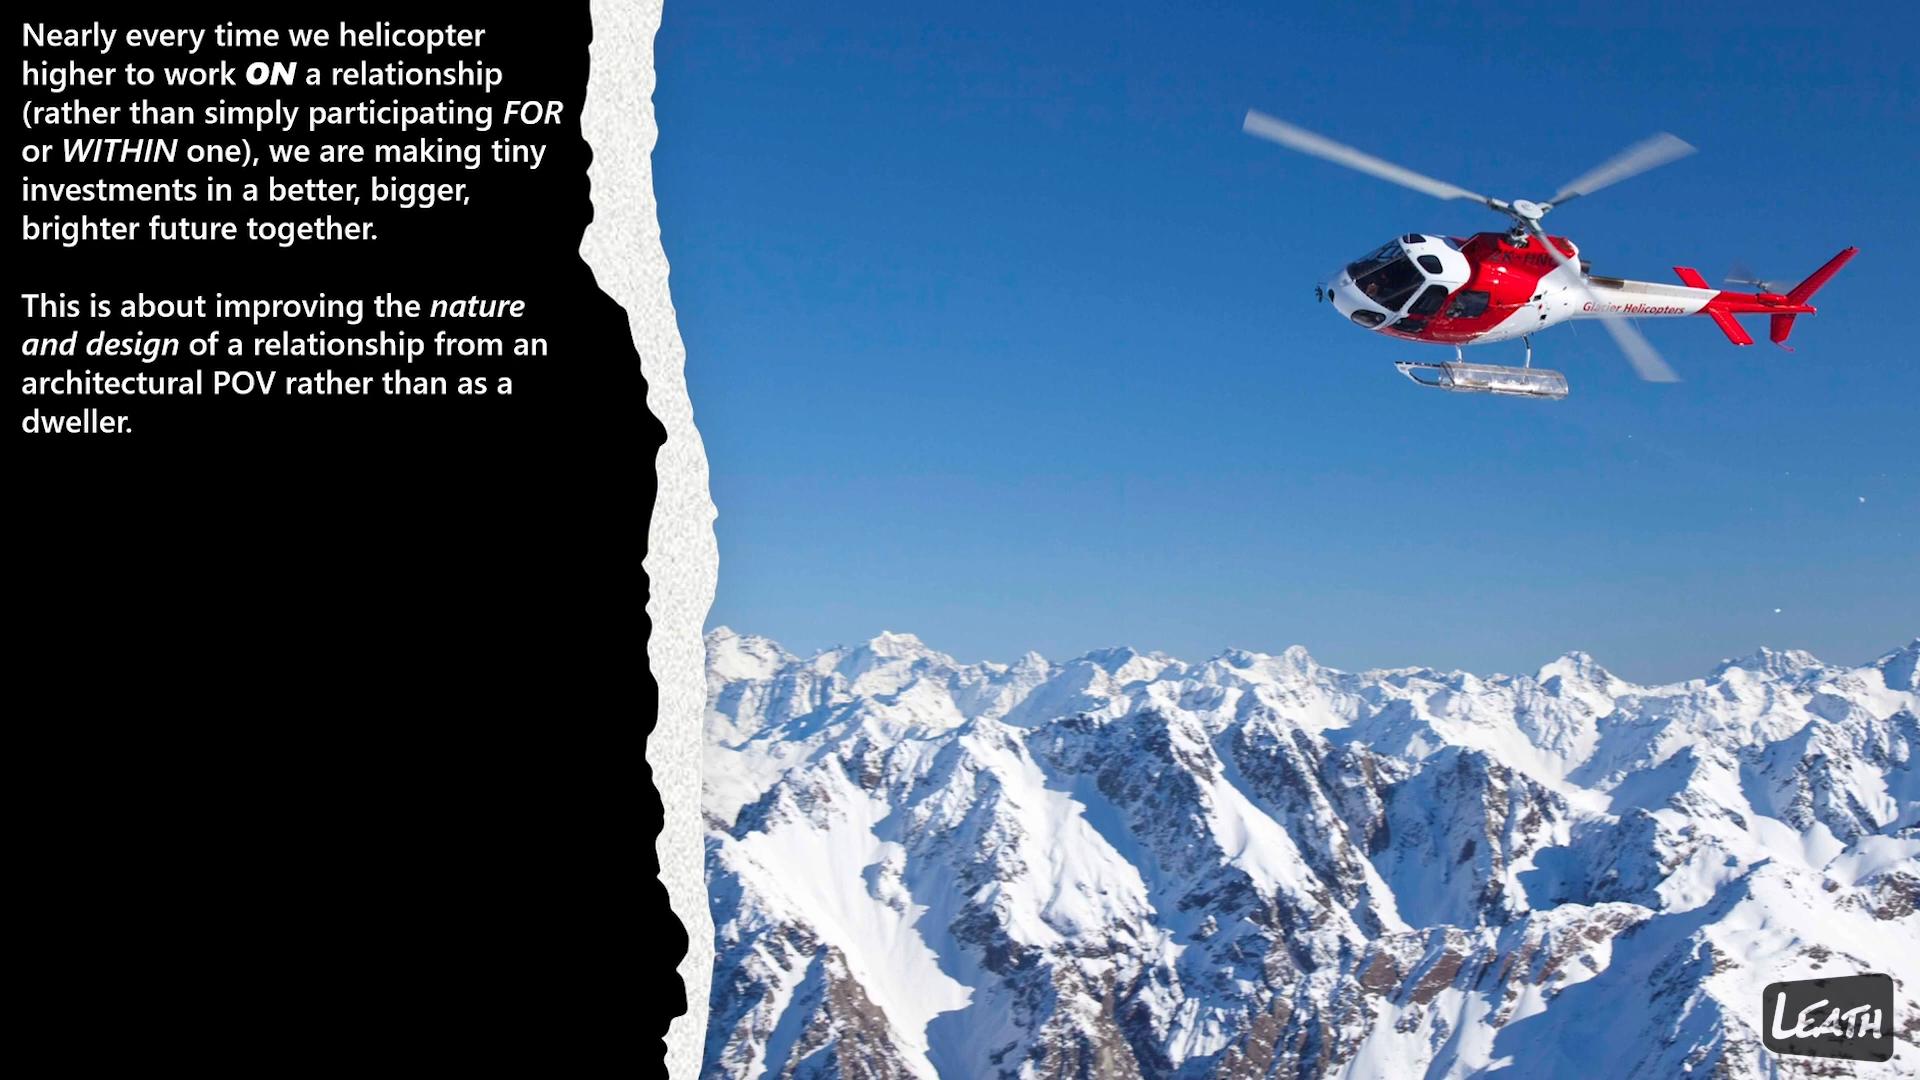 Nearly every time we helicopter
higher to work ON a relationship
(rather than simply participating FOR
or WITHIN one), we are making tiny
investments in a better, bigger,
brighter future together.
This is about improving the nature
and design of a relationship from an
architectural POV rather than as a
dweller.
Glacier Helicopters
LEATH